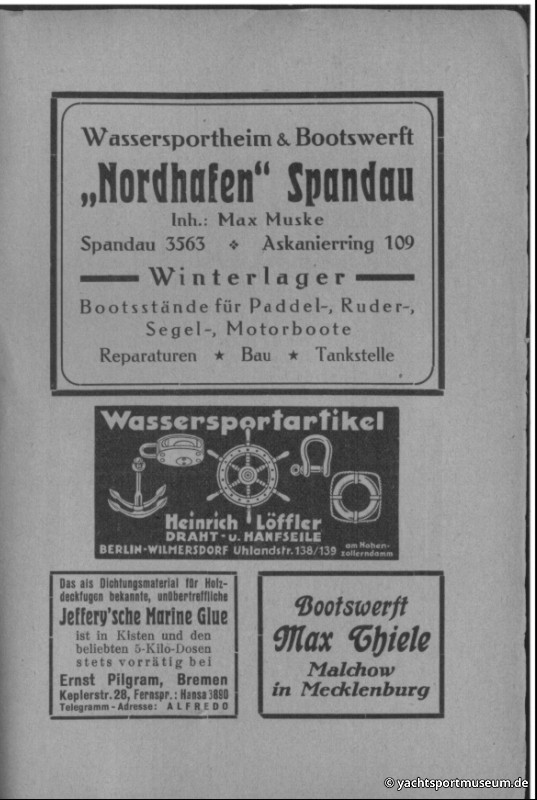 Wassersportheim & Bootswerft
„Nordhafen“ Spandau
Inh.: Max Muske
Spandau 3563 ❖ Askanierring 109
Winterlager
Bootsstände für Paddel-, Ruder-,
Segel-, Motorboote
Reparaturen ★ Bau ★ Tankstelle
Wassersportartikel
Heinrich Löffler
DRAHT- u. HANFSEILE
BERLIN-WILMERSDORF Uhlandstr. 138/139 am Hohen-
zollerndamm
Das als Dichtungsmaterial für Holz-
deckfugen bekannte, unübertreffliche
Jeffery'sche Marine Glue
ist in Kisten und den
beliebten 5-Kilo-Dosen
stets vorrätig bei
Ernst Pilgram, Bremen
Keplerstr. 28, Fernspr.: Hansa 3890
Telegramm-Adresse: ALFREDO
Bootswerft
Max Thiele
Malchow
in Mecklenburg
© yachtsportmuseum.de